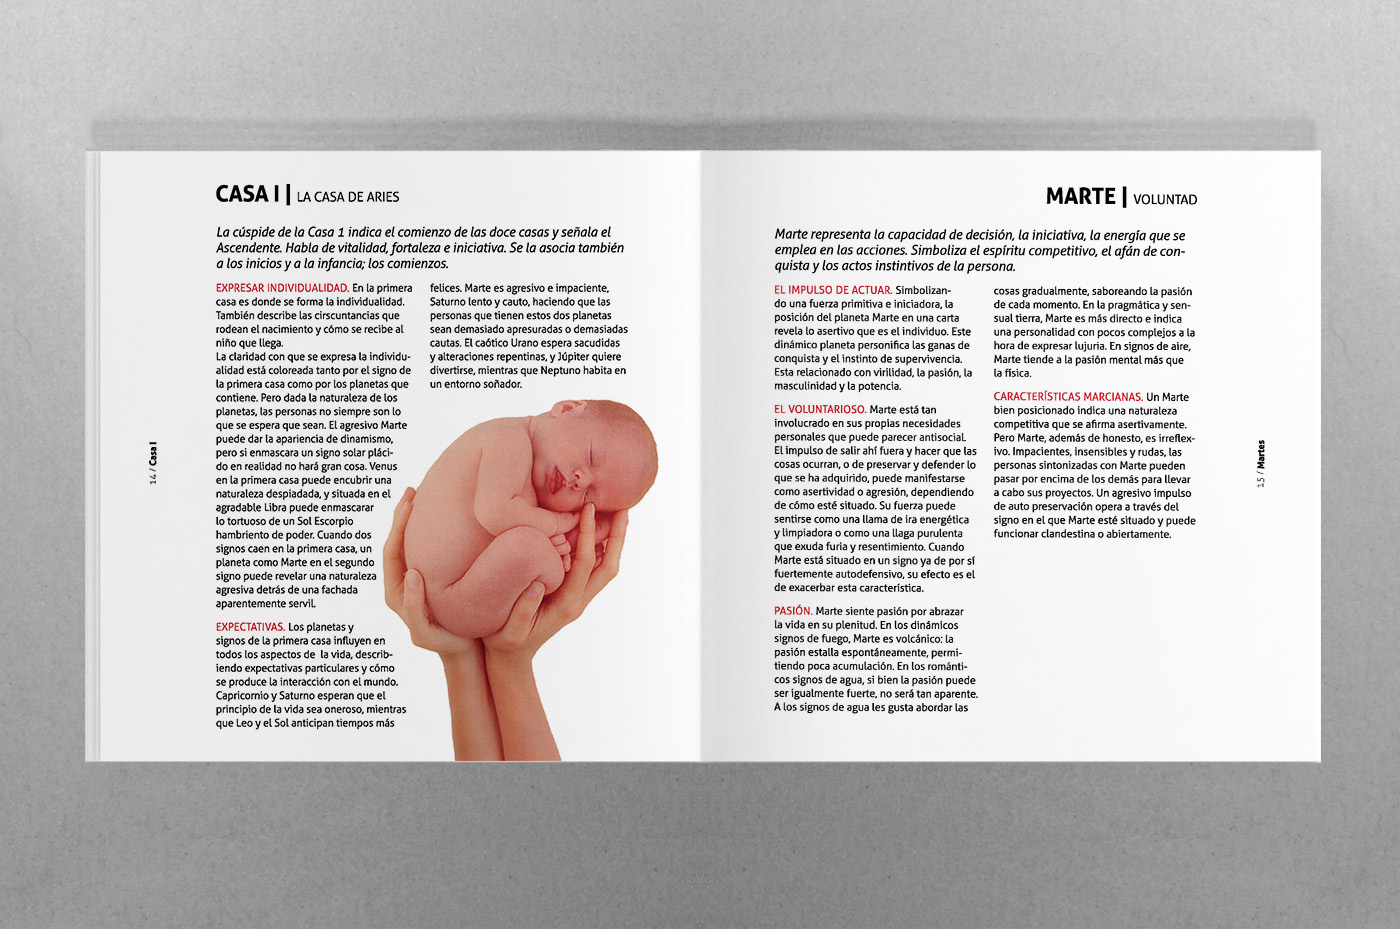 CASA I | LA CASA DE ARIES
La cúspide de la Casa 1 indica el comienzo de las doce casas y señala el
Ascendente. Habla de vitalidad, fortaleza e iniciativa. Se la asocia también
a los inicios y a la infancia; los comienzos.
EXPRESAR INDIVIDUALIDAD. En la primera
casa es donde se forma la individualidad.
También describe las cirscuntancias que
rodean el nacimiento y cómo se recibe al
niño que llega.
La claridad con que se expresa la individu-
alidad está coloreada tanto por el signo de
la primera casa como por los planetas que
contiene. Pero dada la naturaleza de los
planetas, las personas no siempre son lo
que se espera que sean. El agresivo Marte
puede dar la apariencia de dinamismo,
pero si enmascara un signo solar pláci-
do en realidad no hará gran cosa. Venus
en la primera casa puede encubrir una
naturaleza despiadada, y situada en el
agradable Libra puede enmascarar
lo tortuoso de un Sol Escorpio
hambriento de poder. Cuando dos
signos caen en la primera casa, un
planeta como Marte en el segundo
signo puede revelar una naturaleza
agresiva detrás de una fachada
aparentemente servil.
EXPECTATIVAS. Los planetas y
signos de la primera casa influyen en
todos los aspectos de la vida, describ-
iendo expectativas particulares y cómo
se produce la interacción con el mundo.
Capricornio y Saturno esperan que el
principio de la vida sea oneroso, mientras
que Leo y el Sol anticipan tiempos más
felices. Marte es agresivo e impaciente,
Saturno lento y cauto, haciendo que las
personas que tienen estos dos planetas
sean demasiado apresuradas o demasiadas
cautas. El caótico Urano espera sacudidas
y alteraciones repentinas, y Júpiter quiere
divertirse, mientras que Neptuno habita en
un entorno soñador.
14 / Casa I
MARTE | VOLUNTAD
Marte representa la capacidad de decisión, la iniciativa, la energía que se
emplea en las acciones. Simboliza el espíritu competitivo, el afán de con-
quista y los actos instintivos de la persona.
EL IMPULSO DE ACTUAR. Simbolizan-
do una fuerza primitiva e iniciadora, la
posición del planeta Marte en una carta
revela lo asertivo que es el individuo. Este
dinámico planeta personifica las ganas de
conquista y el instinto de supervivencia.
Esta relacionado con virilidad, la pasión, la
masculinidad y la potencia.
EL VOLUNTARIOSO. Marte está tan
involucrado en sus propias necesidades
personales que puede parecer antisocial.
El impulso de salir ahí fuera y hacer que las
cosas ocurran, o de preservar y defender lo
que se ha adquirido, puede manifestarse
como asertividad o agresión, dependiendo
de cómo esté situado. Su fuerza puede
sentirse como una llama de ira energética
y limpiadora o como una llaga purulenta
que exuda furia y resentimiento. Cuando
Marte está situado en un signo ya de por sí
fuertemente autodefensivo, su efecto es el
de exacerbar esta característica.
PASIÓN. Marte siente pasión por abrazar
la vida en su plenitud. En los dinámicos
signos de fuego, Marte es volcánico: la
pasión estalla espontáneamente, permi-
tiendo poca acumulación. En los románti-
cos signos de agua, si bien la pasión puede
ser igualmente fuerte, no será tan aparente.
A los signos de agua les gusta abordar las
cosas gradualmente, saboreando la pasión
de cada momento. En la pragmática y sen-
sual tierra, Marte es más directo e indica
una personalidad con pocos complejos a la
hora de expresar lujuria. En signos de aire,
Marte tiende a la pasión mental más que
la física.
CARACTERÍSTICAS MARCIANAS. Un Marte
bien posicionado indica una naturaleza
competitiva que se afirma asertivamente.
Pero Marte, además de honesto, es irreflex-
ivo. Impacientes, insensibles y rudas, las
personas sintonizadas con Marte pueden
pasar por encima de los demás para llevar
a cabo sus proyectos. Un agresivo impulso
de auto preservación opera a través del
signo en el que Marte esté situado y puede
funcionar clandestina o abiertamente.
15 / Martes